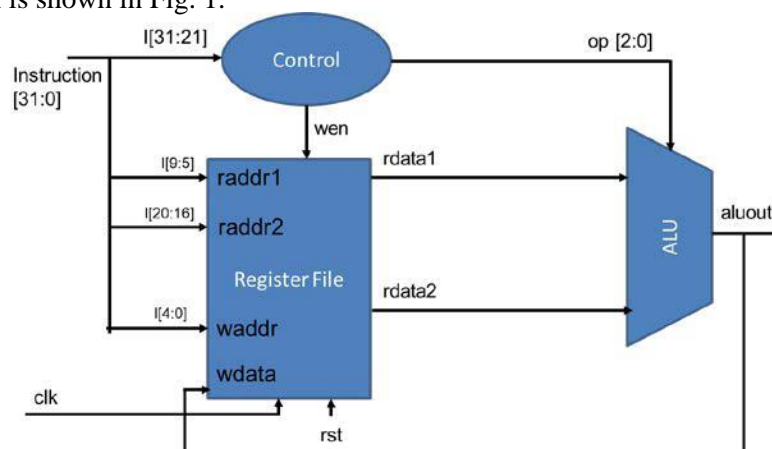 is shown in Fig. 1.
I[31:21]
op [2:0]
Control
Instruction
[31:0]
wen
I[9:5]
raddr1
rdata1
I[20:16]
raddr2
aluout
ALU
Register File
rdata2
I[4:0]
waddr
wdata
clk
rst